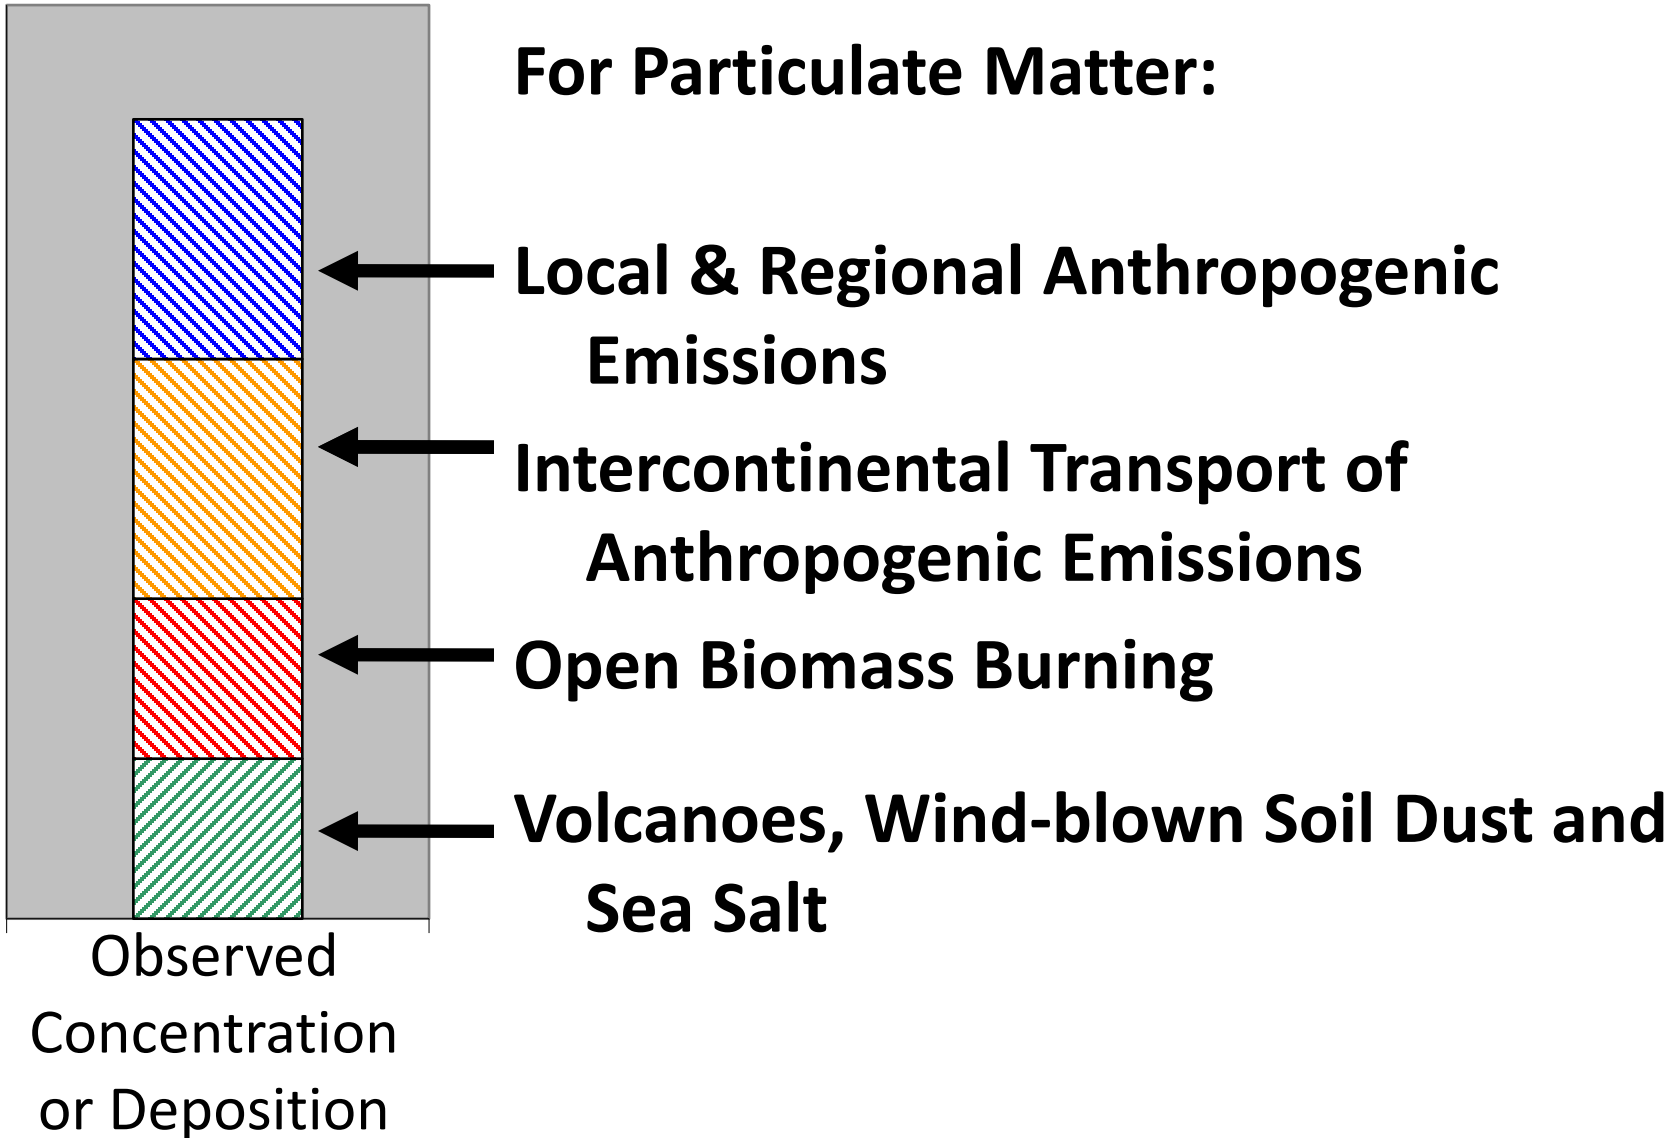 For Particulate Matter:
Local & Regional Anthropogenic
Emissions
Intercontinental Transport of
Anthropogenic Emissions
Open Biomass Burning
Volcanoes, Wind-blown Soil Dust and
Sea Salt
Observed
Concentration
or Deposition